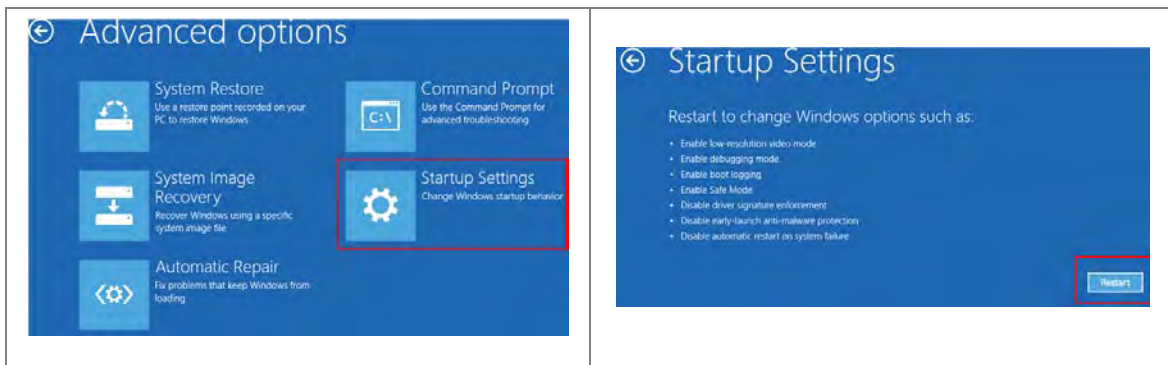 Advanced options
System Restore
Use a restore point recorded on your
PC to restore Windows
Command Prompt
Use the Command Prompt for
advanced troubleshooting
C:\
System Image
Recovery
Recover Windows using a specific
system image file
Startup Settings
Change Windows startup behavior
Automatic Repair
Fix problems that keep Windows from
loading
Startup Settings
Restart to change Windows options such as:
• Enable low-resolution video mode
• Enable debugging mode
• Enable boot logging
• Enable Safe Mode
• Disable driver signature enforcement
• Disable early-launch anti-malware protection
• Disable automatic restart on system failure
Restart